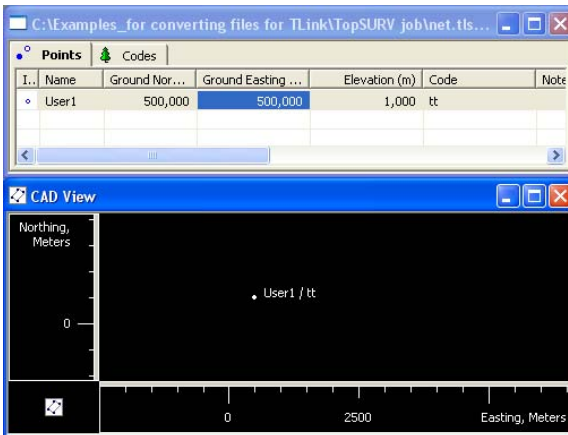 C:\Examples_for converting files for TLink\TopSURV job\net.tls...
Points Codes
I.. Name Ground Nor... Ground Easting ... Elevation (m) Code Note
User1 500,000 500,000 1,000 tt
CAD View
Northing,
Meters
User1 / tt
0
0 2500 Easting, Meters